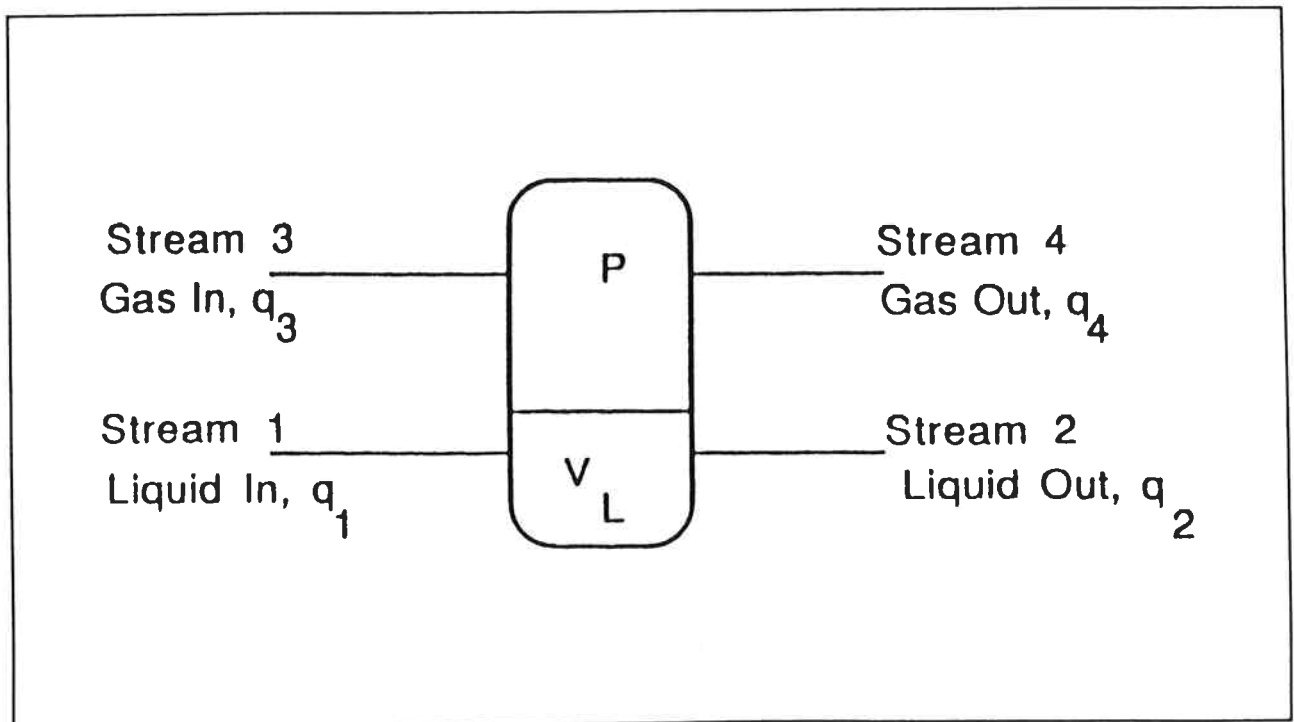 Stream 3
Gas In, q3
P
Stream 4
Gas Out, q4
Stream 1
Liquid In, q1
V
L
Stream 2
Liquid Out, q2